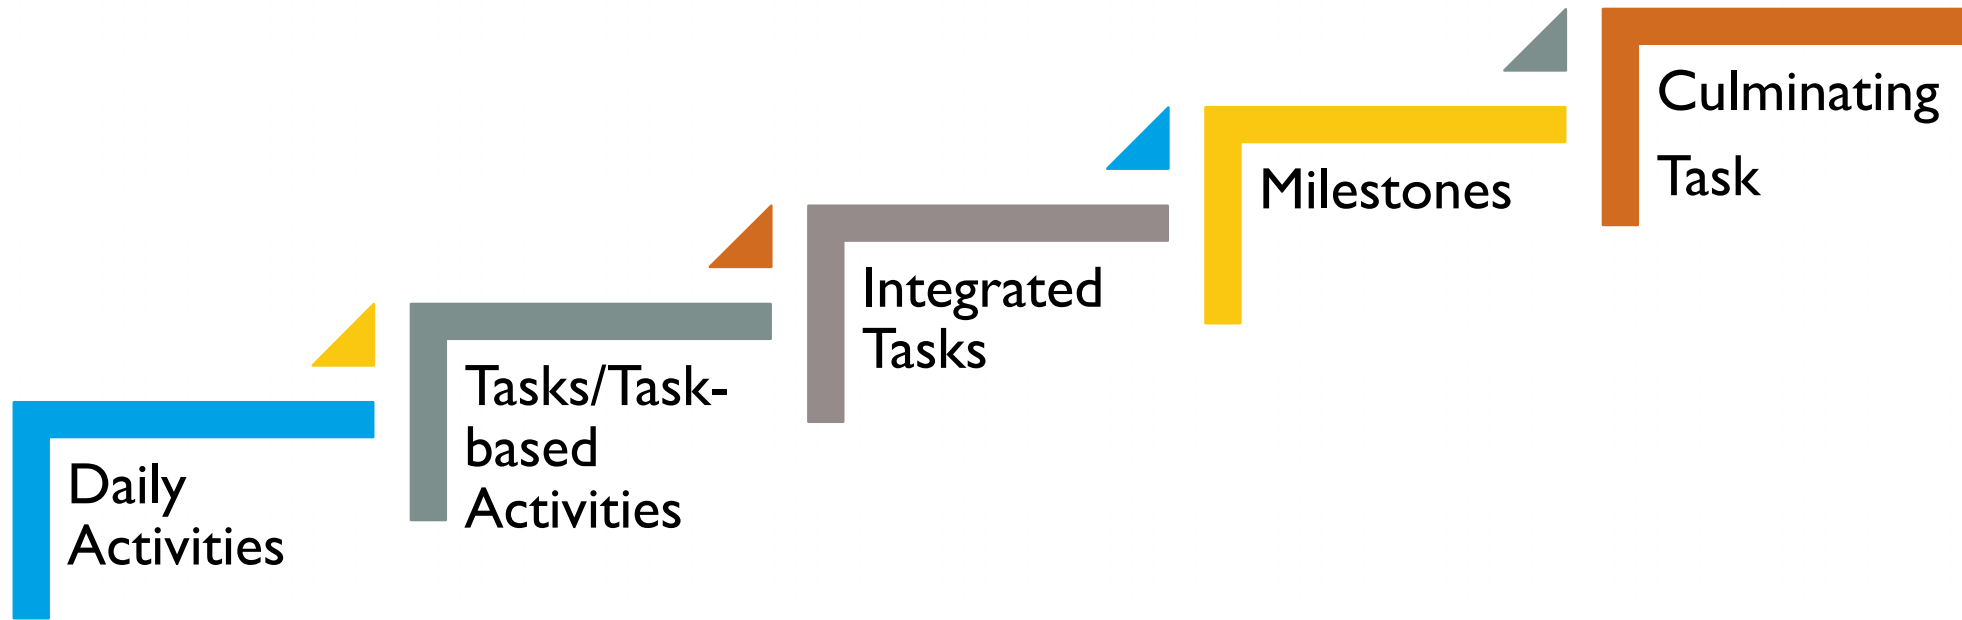 Daily
Activities
Tasks/Task-
based
Activities
Integrated
Tasks
Milestones
Culminating
Task